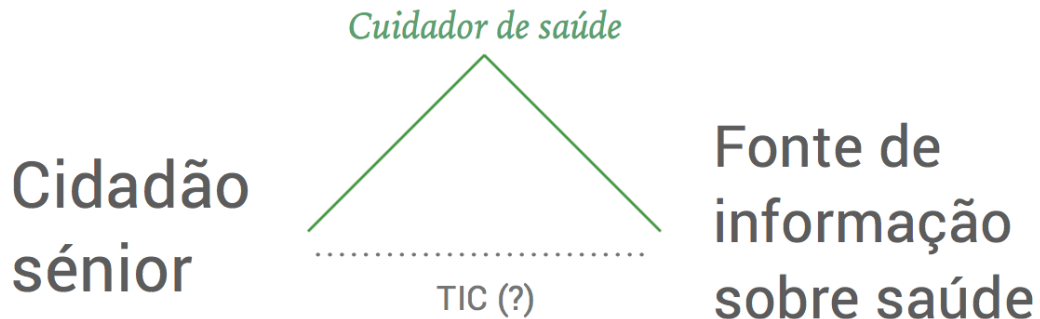 Cuidador de saúde
Cidadão
sénior
TIC (?)
Fonte de
informação
sobre saúde